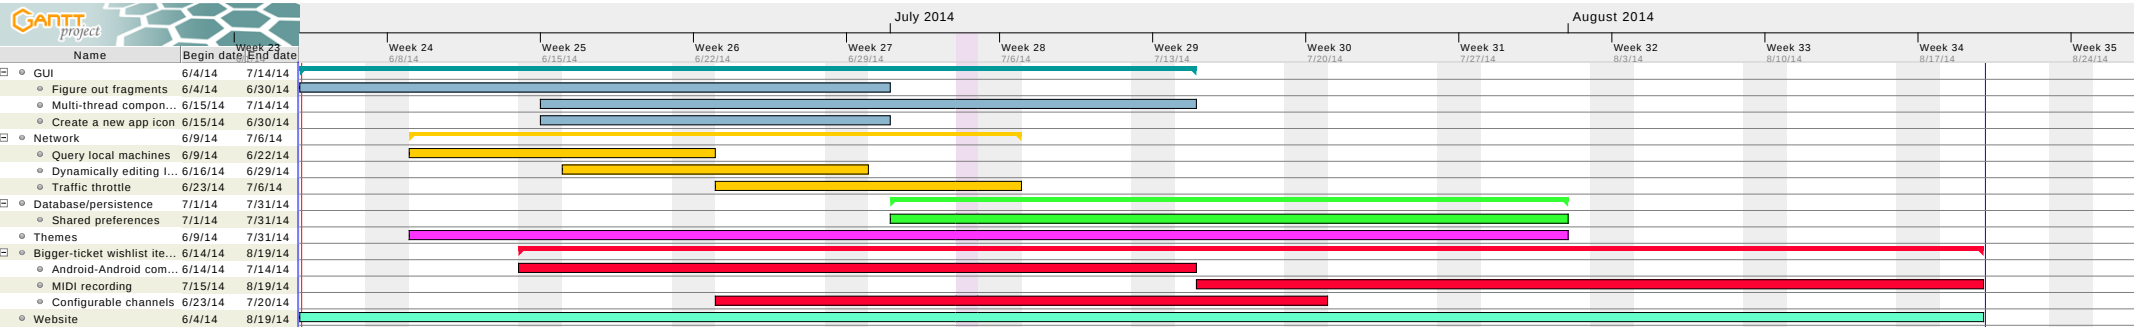 GANTT project
July 2014 August 2014
Name Begin date End date Week 23 Week 24 Week 25 Week 26 Week 27 Week 28 Week 29 Week 30 Week 31 Week 32 Week 33 Week 34 Week 35
6/8/14 6/15/14 6/22/14 6/29/14 7/6/14 7/13/14 7/20/14 7/27/14 8/3/14 8/10/14 8/17/14 8/24/14
GUI 6/4/14 7/14/14
Figure out fragments 6/4/14 6/30/14
Multi-thread compon... 6/15/14 7/14/14
Create a new app icon 6/15/14 6/30/14
Network 6/9/14 7/6/14
Query local machines 6/9/14 6/22/14
Dynamically editing l... 6/16/14 6/29/14
Traffic throttle 6/23/14 7/6/14
Database/persistence 7/1/14 7/31/14
Shared preferences 7/1/14 7/31/14
Themes 6/9/14 7/31/14
Bigger-ticket wishlist ite... 6/14/14 8/19/14
Android-Android com... 6/14/14 7/14/14
MIDI recording 7/15/14 8/19/14
Configurable channels 6/23/14 7/20/14
Website 6/4/14 8/19/14